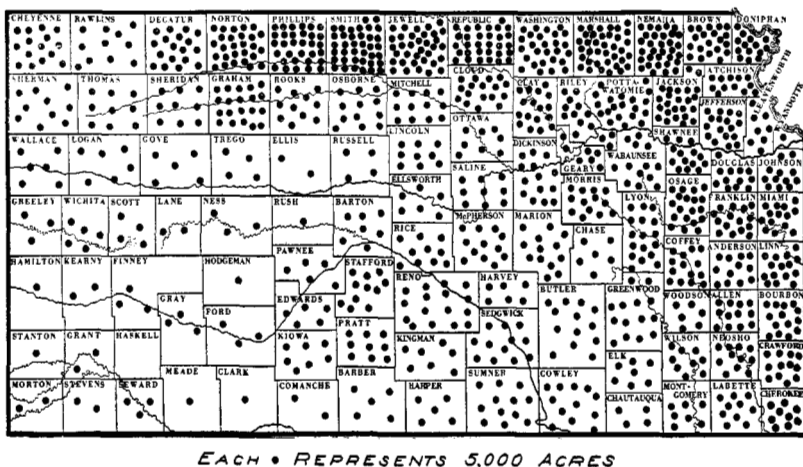 CHEYENNE RAWLINS DECATUR NORTON PHILLIPS SMITH JEWELL REPUBLIC WASHINGTON MARSHALL NEMAHA BROWN DONIPHAN
ATCHISON
SHERMAN THOMAS SHERIDAN GRAHAM ROOKS OSBORNE MITCHELL CLOUD CLAY RILEY POTTA-
WATOMIE JACKSON JEFFERSON LEAVENWORTH WYANDOTTE
WALLACE LOGAN GOVE TREGO ELLIS RUSSELL LINCOLN OTTAWA DICKINSON GEARY WABAUNSEE SHAWNEE DOUGLAS JOHNSON
ELLSWORTH SALINE MORRIS OSAGE FRANKLIN MIAMI
GREELEY WICHITA SCOTT LANE NESS RUSH BARTON RICE McPHERSON MARION CHASE LYON COFFEY ANDERSON LINN
HAMILTON KEARNY FINNEY HODGEMAN PAWNEE STAFFORD RENO HARVEY BUTLER GREENWOOD WOODSON ALLEN BOURBON
GRAY FORD EDWARDS SEDGWICK
STANTON GRANT HASKELL KIOWA PRATT KINGMAN ELK WILSON NEOSHO CRAWFORD
MORTON STEVENS SEWARD MEADE CLARK COMANCHE BARBER HARPER SUMNER COWLEY CHAUTAUQUA MONT-
GOMERY LABETTE CHEROKEE
EACH • REPRESENTS 5,000 ACRES